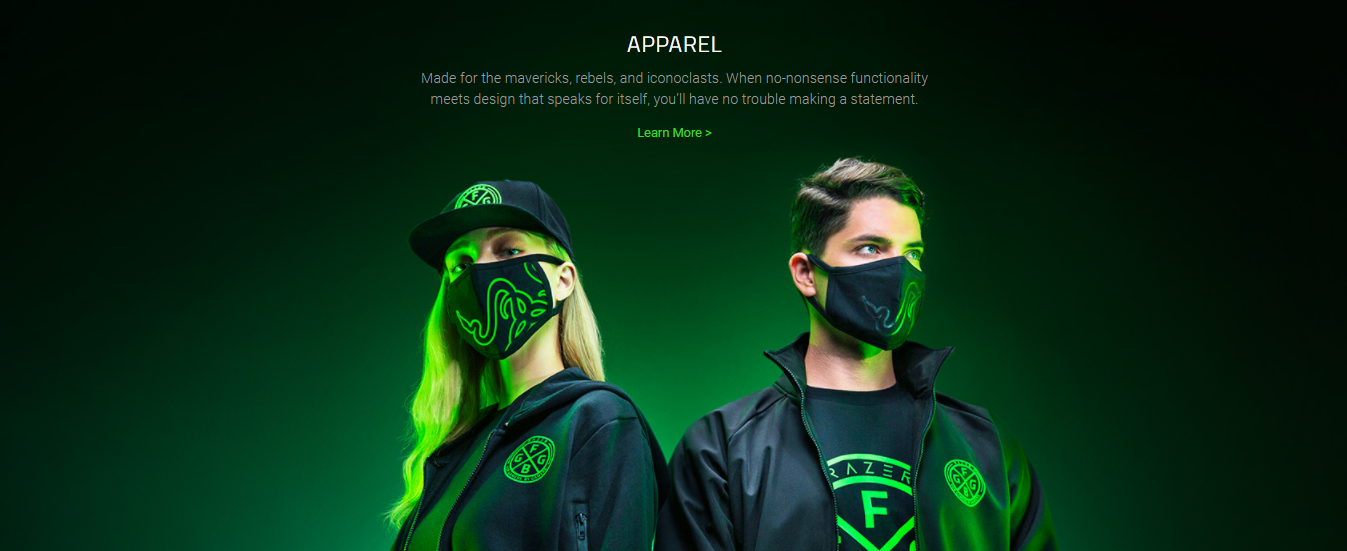 APPAREL
Made for the mavericks, rebels, and iconoclasts. When no-nonsense functionality
meets design that speaks for itself, you'll have no trouble making a statement.
Learn More >
F
G G
F
G G
B
RAZER
F
F
G G
B